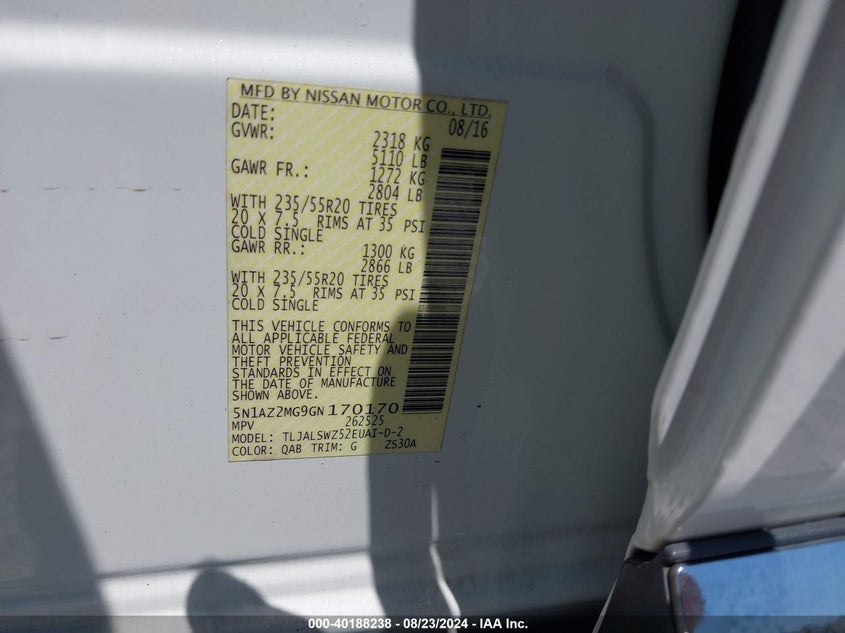 MFD BY NISSAN MOTOR CO., LTD.
DATE: 08/16
GVWR: 2318 KG
5110 LB
GAWR FR.: 1272 KG
2804 LB
WITH 235/55R20 TIRES
20 X 7.5 RIMS AT 35 PSI
COLD SINGLE
GAWR RR.: 1300 KG
2866 LB
WITH 235/55R20 TIRES
20 X 7.5 RIMS AT 35 PSI
COLD SINGLE
THIS VEHICLE CONFORMS TO
ALL APPLICABLE FEDERAL
MOTOR VEHICLE SAFETY AND
THEFT PREVENTION
STANDARDS IN EFFECT ON
THE DATE OF MANUFACTURE
SHOWN ABOVE.
5N1AZ2MG9GN170170
MPV 262525
MODEL: TLJALSWZ52EUAI-D-2
COLOR: QAB TRIM: G ZS30A
000-40188238 - 08/23/2024 - IAA Inc.